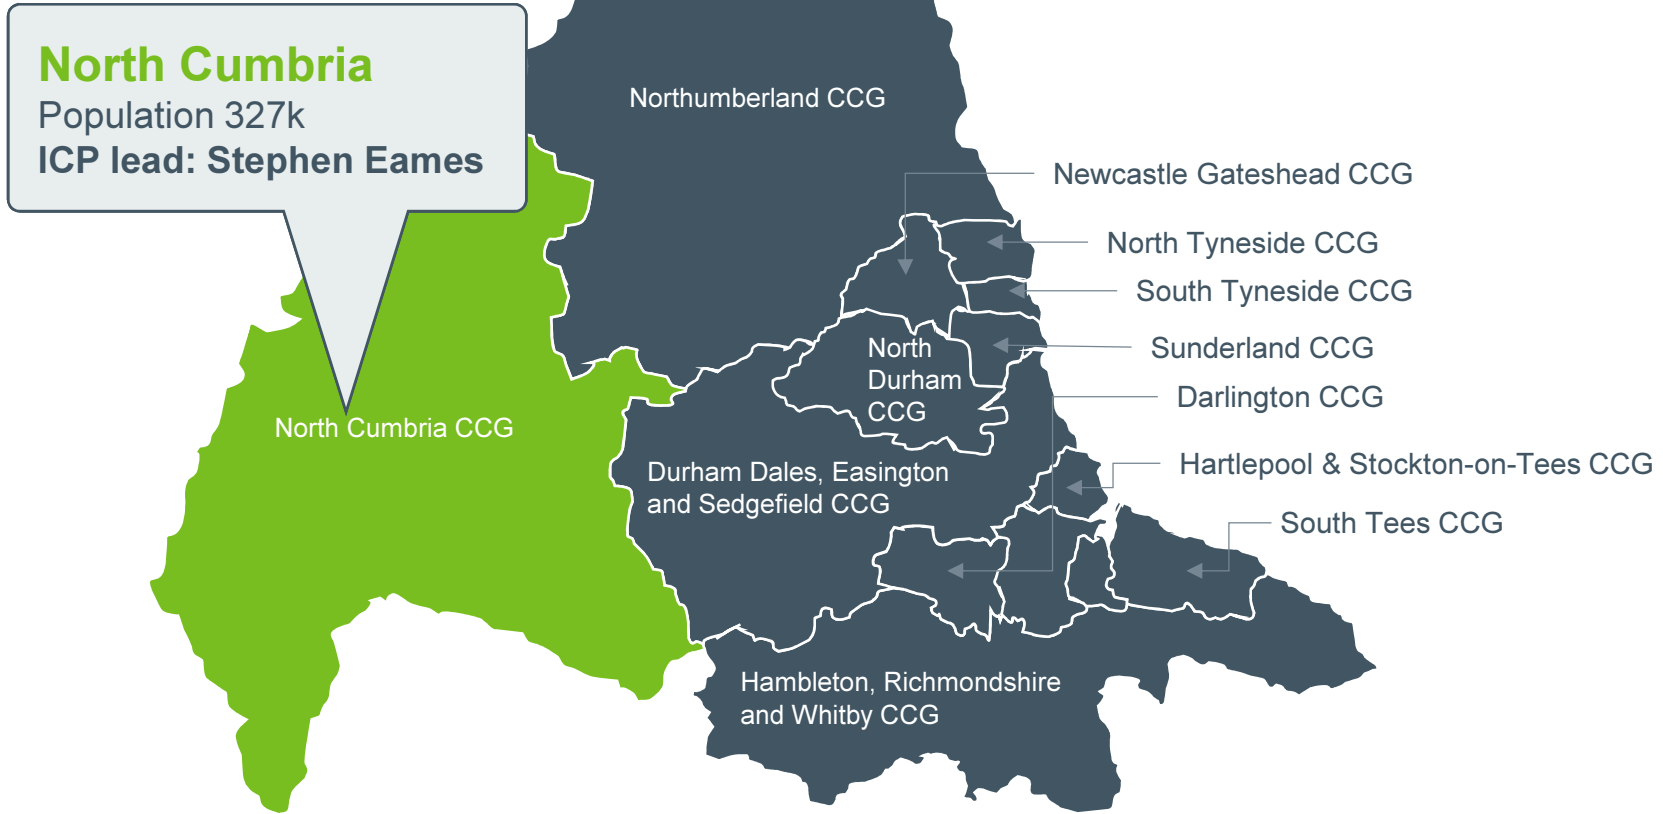 North Cumbria
Population 327k
ICP lead: Stephen Eames
Northumberland CCG
Newcastle Gateshead CCG
North Tyneside CCG
South Tyneside CCG
Sunderland CCG
North
Durham
CCG
Darlington CCG
North Cumbria CCG
Durham Dales, Easington
and Sedgefield CCG
Hartlepool & Stockton-on-Tees CCG
South Tees CCG
Hambleton, Richmondshire
and Whitby CCG